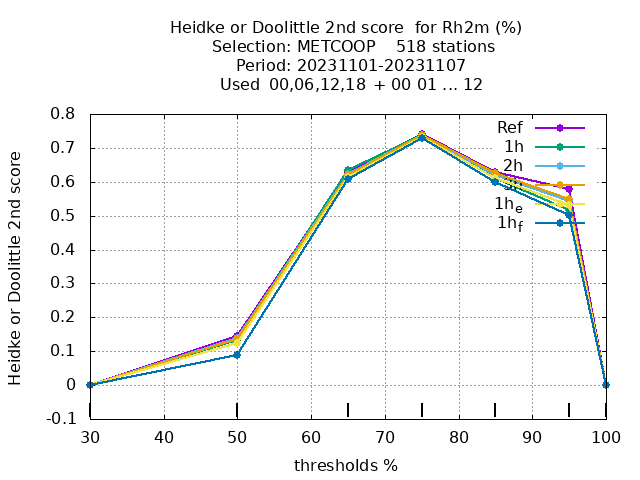 Heidke or Doolittle 2nd score  for Rh2m (%)
Selection: METCOOP    518 stations
Period: 20231101-20231107
Used  00,06,12,18  + 00 01 ... 12
Heidke or Doolittle 2nd score
0.8
0.7
0.6
0.5
0.4
0.3
0.2
0.1
0
-0.1
Ref
1h
2h
1h_e
1h_f
30 40 50 60 70 80 90 100
thresholds %